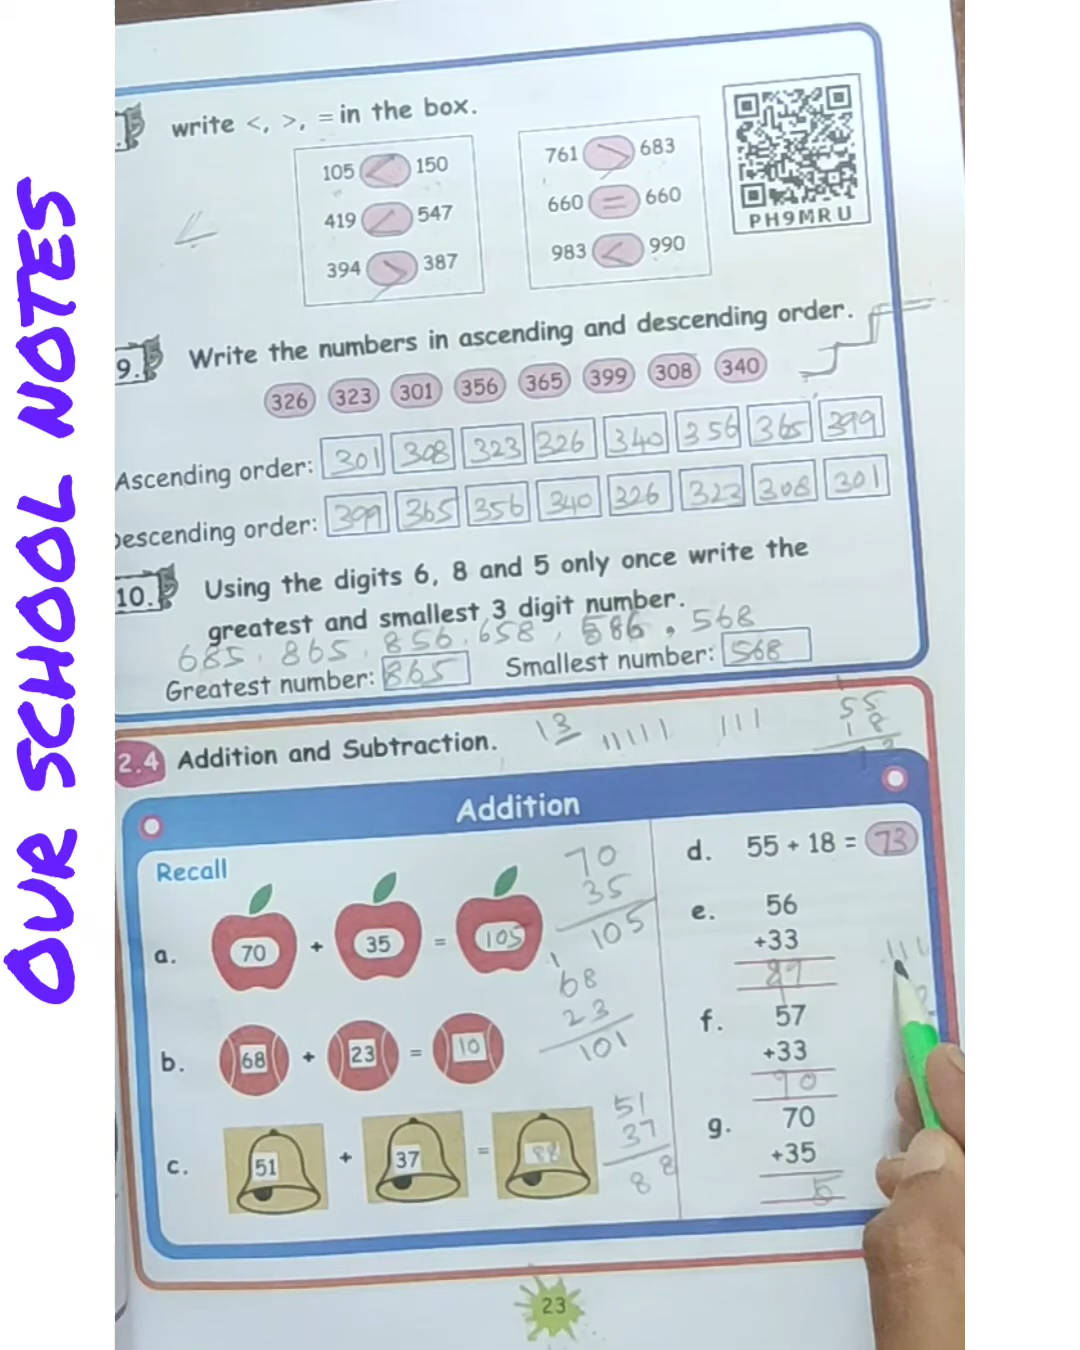 OUR SCHOOL NOTES
write <, >, = in the box.
105 < 150
419 < 547
394 > 387
761 > 683
660 = 660
983 < 990
PH9MRU
9. Write the numbers in ascending and descending order.
326 323 301 356 365 399 308 340
Ascending order: 301 308 323 326 340 356 365 399
Descending order: 399 365 356 340 326 323 308 301
10. Using the digits 6, 8 and 5 only once write the
greatest and smallest 3 digit number.
685, 865, 856, 658, 586, 568
Greatest number: 865 Smallest number: 568
2.4 Addition and Subtraction.
13
55
18
Addition
Recall
a. 70 + 35 = 105
70
35
105
b. 68 + 23 = 10
1
68
23
101
c. 51 + 37 = 88
51
37
88
d. 55 + 18 = 73
e. 56
+33
89
f. 57
+33
90
g. 70
+35
5
23